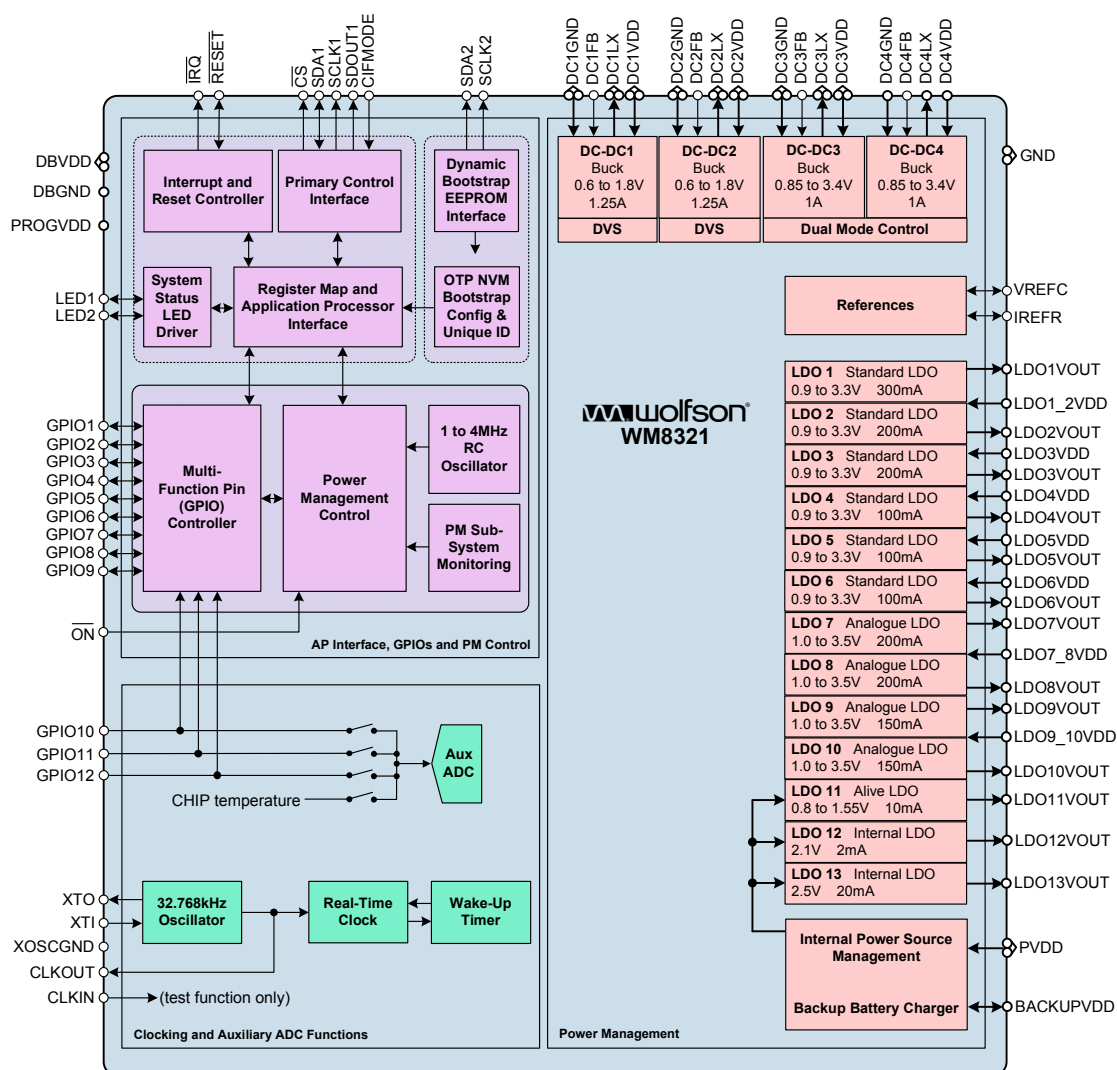 IRQ
RESET
CS
SDA1
SCLK1
SDOUT1
CIFMODE
SDA2
SCLK2
DC1GND
DC1FB
DC1LX
DC1VDD
DC2GND
DC2FB
DC2LX
DC2VDD
DC3GND
DC3FB
DC3LX
DC3VDD
DC4GND
DC4FB
DC4LX
DC4VDD
DBVDD
DBGND
PROGVDD
LED1
LED2
GPIO1
GPIO2
GPIO3
GPIO4
GPIO5
GPIO6
GPIO7
GPIO8
GPIO9
ON
Interrupt and
Reset Controller
Primary Control
Interface
Dynamic
Bootstrap
EEPROM
Interface
System
Status
LED
Driver
Register Map and
Application Processor
Interface
OTP NVM
Bootstrap
Config &
Unique ID
Multi-
Function Pin
(GPIO)
Controller
Power
Management
Control
1 to 4MHz
RC
Oscillator
PM Sub-
System
Monitoring
AP Interface, GPIOs and PM Control
GPIO10
GPIO11
GPIO12
CHIP temperature
Aux
ADC
XTO
XTI
XOSCGND
CLKOUT
CLKIN
32.768kHz
Oscillator
Real-Time
Clock
Wake-Up
Timer
(test function only)
Clocking and Auxiliary ADC Functions
DC-DC1
Buck
0.6 to 1.8V
1.25A
DVS
DC-DC2
Buck
0.6 to 1.8V
1.25A
DVS
DC-DC3
Buck
0.85 to 3.4V
1A
DC-DC4
Buck
0.85 to 3.4V
1A
Dual Mode Control
References
wolfson®
WM8321
LDO 1 Standard LDO
0.9 to 3.3V 300mA
LDO 2 Standard LDO
0.9 to 3.3V 200mA
LDO 3 Standard LDO
0.9 to 3.3V 200mA
LDO 4 Standard LDO
0.9 to 3.3V 100mA
LDO 5 Standard LDO
0.9 to 3.3V 100mA
LDO 6 Standard LDO
0.9 to 3.3V 100mA
LDO 7 Analogue LDO
1.0 to 3.5V 200mA
LDO 8 Analogue LDO
1.0 to 3.5V 200mA
LDO 9 Analogue LDO
1.0 to 3.5V 150mA
LDO 10 Analogue LDO
1.0 to 3.5V 150mA
LDO 11 Alive LDO
0.8 to 1.55V 10mA
LDO 12 Internal LDO
2.1V 2mA
LDO 13 Internal LDO
2.5V 20mA
Internal Power Source
Management
Backup Battery Charger
Power Management
GND
VREFC
IREFR
LDO1VOUT
LDO1_2VDD
LDO2VOUT
LDO3VDD
LDO3VOUT
LDO4VDD
LDO4VOUT
LDO5VDD
LDO5VOUT
LDO6VDD
LDO6VOUT
LDO7VOUT
LDO7_8VDD
LDO8VOUT
LDO9VOUT
LDO9_10VDD
LDO10VOUT
LDO11VOUT
LDO12VOUT
LDO13VOUT
PVDD
BACKUPVDD